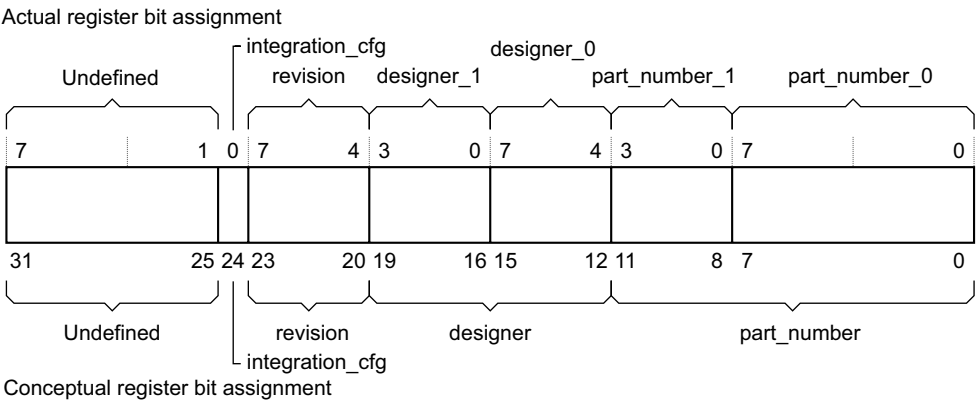 Actual register bit assignment
integration_cfg
designer_0
Undefined
revision
designer_1
part_number_1
part_number_0
7 1 0 7 4 3 0 7 4 3 0 7 0
31 25 24 23 20 19 16 15 12 11 8 7 0
Undefined
revision
designer
part_number
integration_cfg
Conceptual register bit assignment